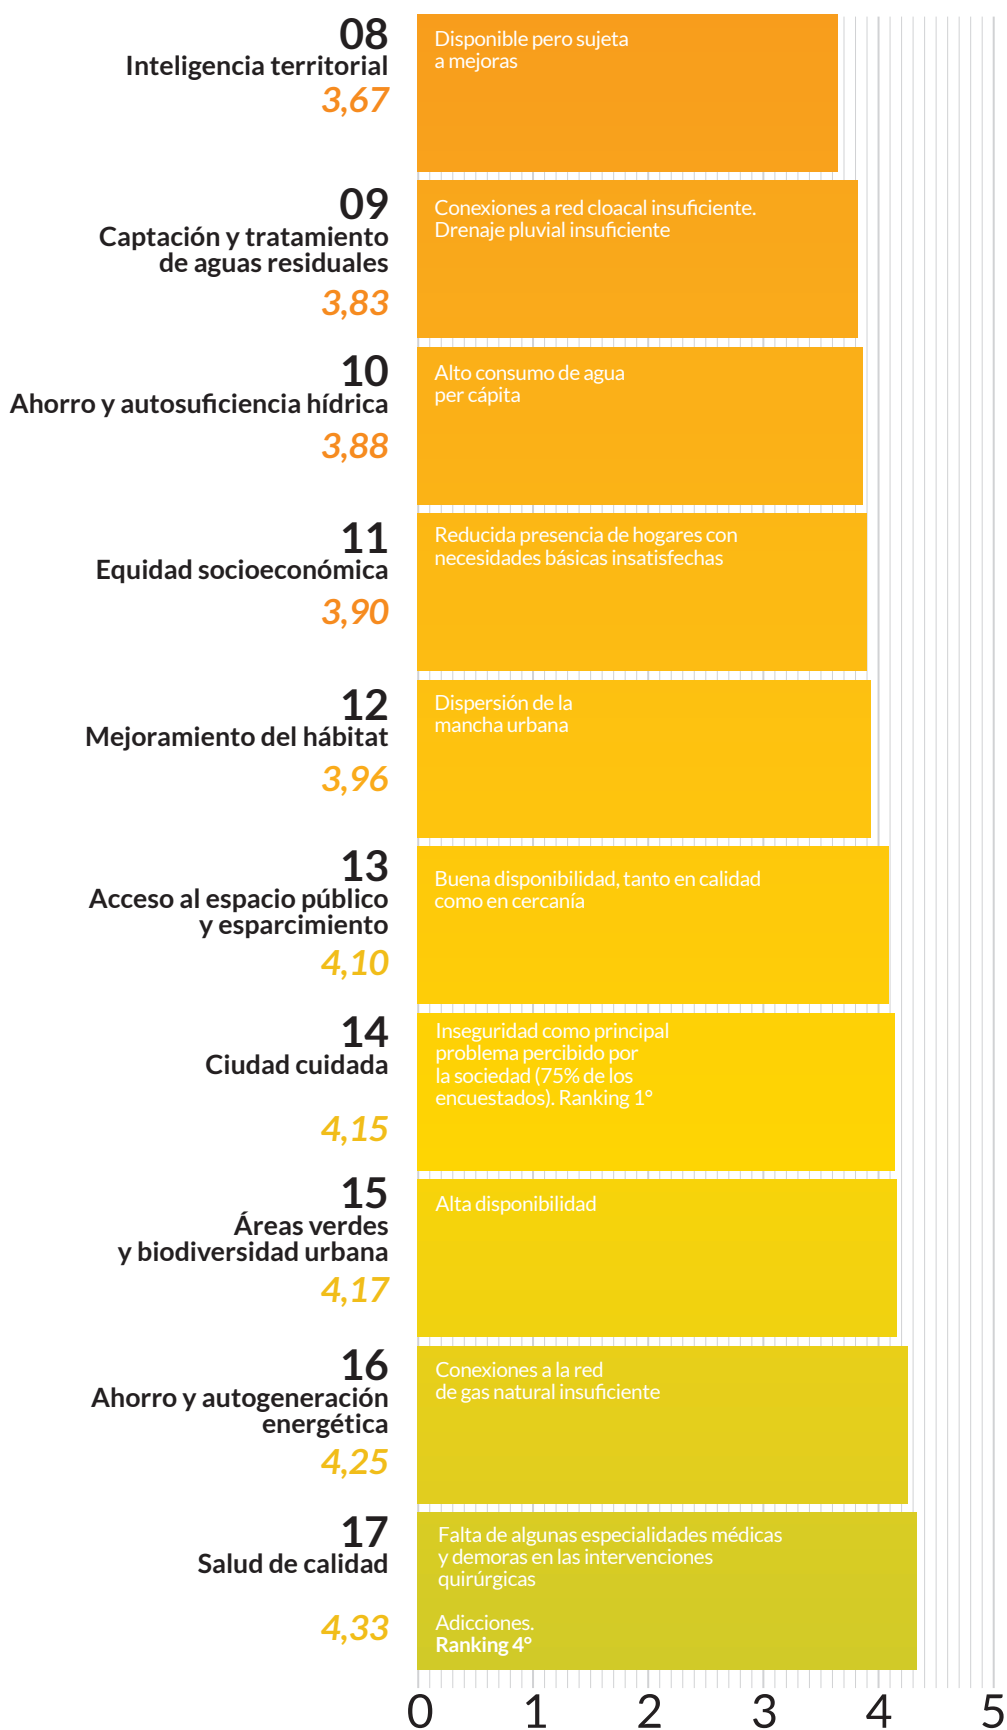 08
Inteligencia territorial
3,67
Disponible pero sujeta
a mejoras
09
Captación y tratamiento
de aguas residuales
3,83
Conexiones a red cloacal insuficiente.
Drenaje pluvial insuficiente
10
Ahorro y autosuficiencia hídrica
3,88
Alto consumo de agua
per cápita
11
Equidad socioeconómica
3,90
Reducida presencia de hogares con
necesidades básicas insatisfechas
12
Mejoramiento del hábitat
3,96
Dispersión de la
mancha urbana
13
Acceso al espacio público
y esparcimiento
4,10
Buena disponibilidad, tanto en calidad
como en cercanía
14
Ciudad cuidada
4,15
Inseguridad como principal
problema percibido por
la sociedad (75% de los
encuestados). Ranking 1°
15
Áreas verdes
y biodiversidad urbana
4,17
Alta disponibilidad
16
Ahorro y autogeneración
energética
4,25
Conexiones a la red
de gas natural insuficiente
17
Salud de calidad
4,33
Falta de algunas especialidades médicas
y demoras en las intervenciones
quirúrgicas
Adicciones.
Ranking 4°
0 1 2 3 4 5